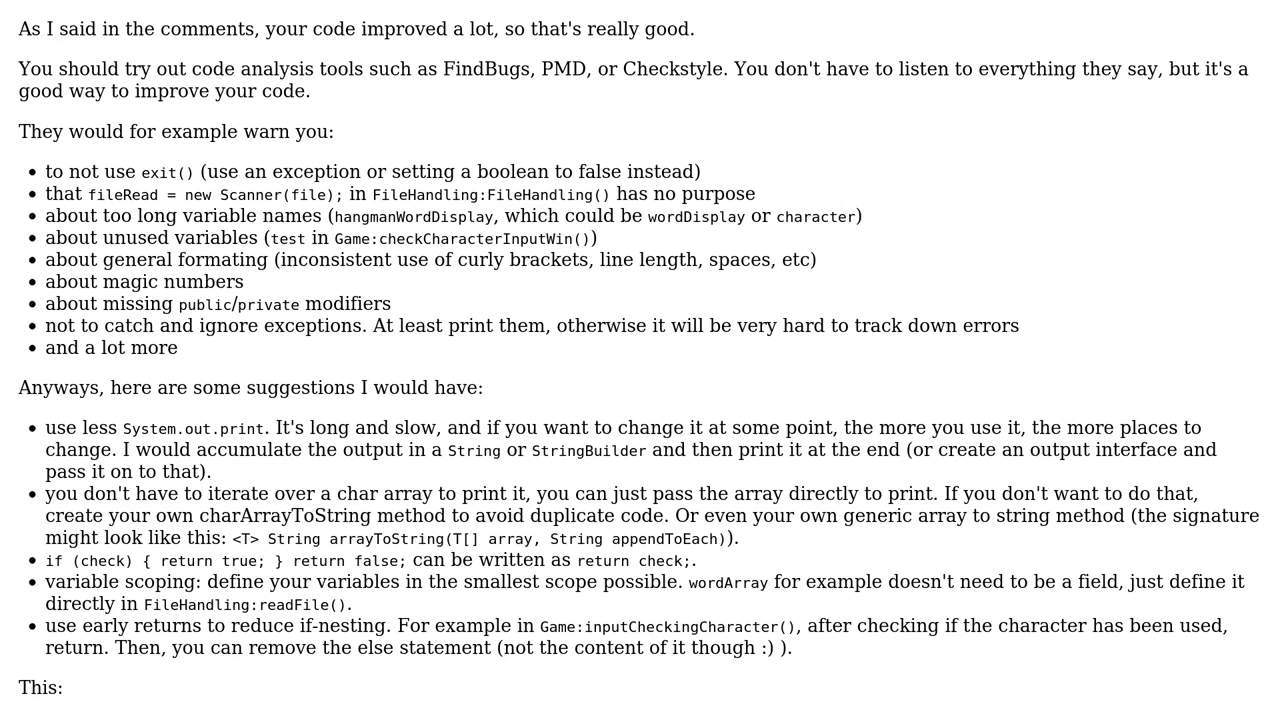 As I said in the comments, your code improved a lot, so that's really good.
You should try out code analysis tools such as FindBugs, PMD, or Checkstyle. You don't have to listen to everything they say, but it's a
good way to improve your code.
They would for example warn you:
• to not use exit() (use an exception or setting a boolean to false instead)
• that fileRead = new Scanner(file); in FileHandling:FileHandling() has no purpose
• about too long variable names (hangmanWordDisplay, which could be wordDisplay or character)
• about unused variables (test in Game:checkCharacterInputWin())
• about general formating (inconsistent use of curly brackets, line length, spaces, etc)
• about magic numbers
• about missing public/private modifiers
• not to catch and ignore exceptions. At least print them, otherwise it will be very hard to track down errors
• and a lot more
Anyways, here are some suggestions I would have:
• use less System.out.print. It's long and slow, and if you want to change it at some point, the more you use it, the more places to
change. I would accumulate the output in a String or StringBuilder and then print it at the end (or create an output interface and
pass it on to that).
• you don't have to iterate over a char array to print it, you can just pass the array directly to print. If you don't want to do that,
create your own charArrayToString method to avoid duplicate code. Or even your own generic array to string method (the signature
might look like this: <T> String arrayToString(T[] array, String appendToEach)).
• if (check) { return true; } return false; can be written as return check;.
• variable scoping: define your variables in the smallest scope possible. wordArray for example doesn't need to be a field, just define it
directly in FileHandling:readFile().
• use early returns to reduce if-nesting. For example in Game:inputCheckingCharacter(), after checking if the character has been used,
return. Then, you can remove the else statement (not the content of it though :) ).
This: